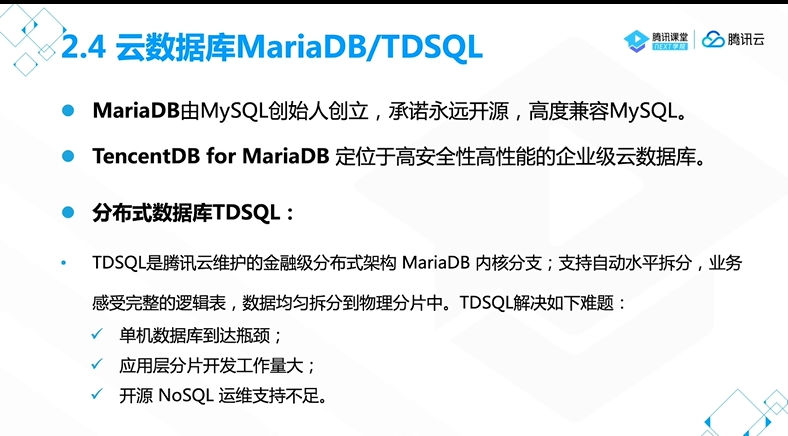 2.4 云数据库MariaDB/TDSQL
腾讯课堂
NEXT学院
腾讯云
MariaDB由MySQL创始人创立，承诺永远开源，高度兼容MySQL。
TencentDB for MariaDB 定位于高安全性高性能的企业级云数据库。
分布式数据库TDSQL：
TDSQL是腾讯云维护的金融级分布式架构 MariaDB 内核分支；支持自动水平拆分，业务
感受完整的逻辑表，数据均匀拆分到物理分片中。TDSQL解决如下难题：
单机数据库到达瓶颈；
应用层分片开发工作量大；
开源 NoSQL 运维支持不足。